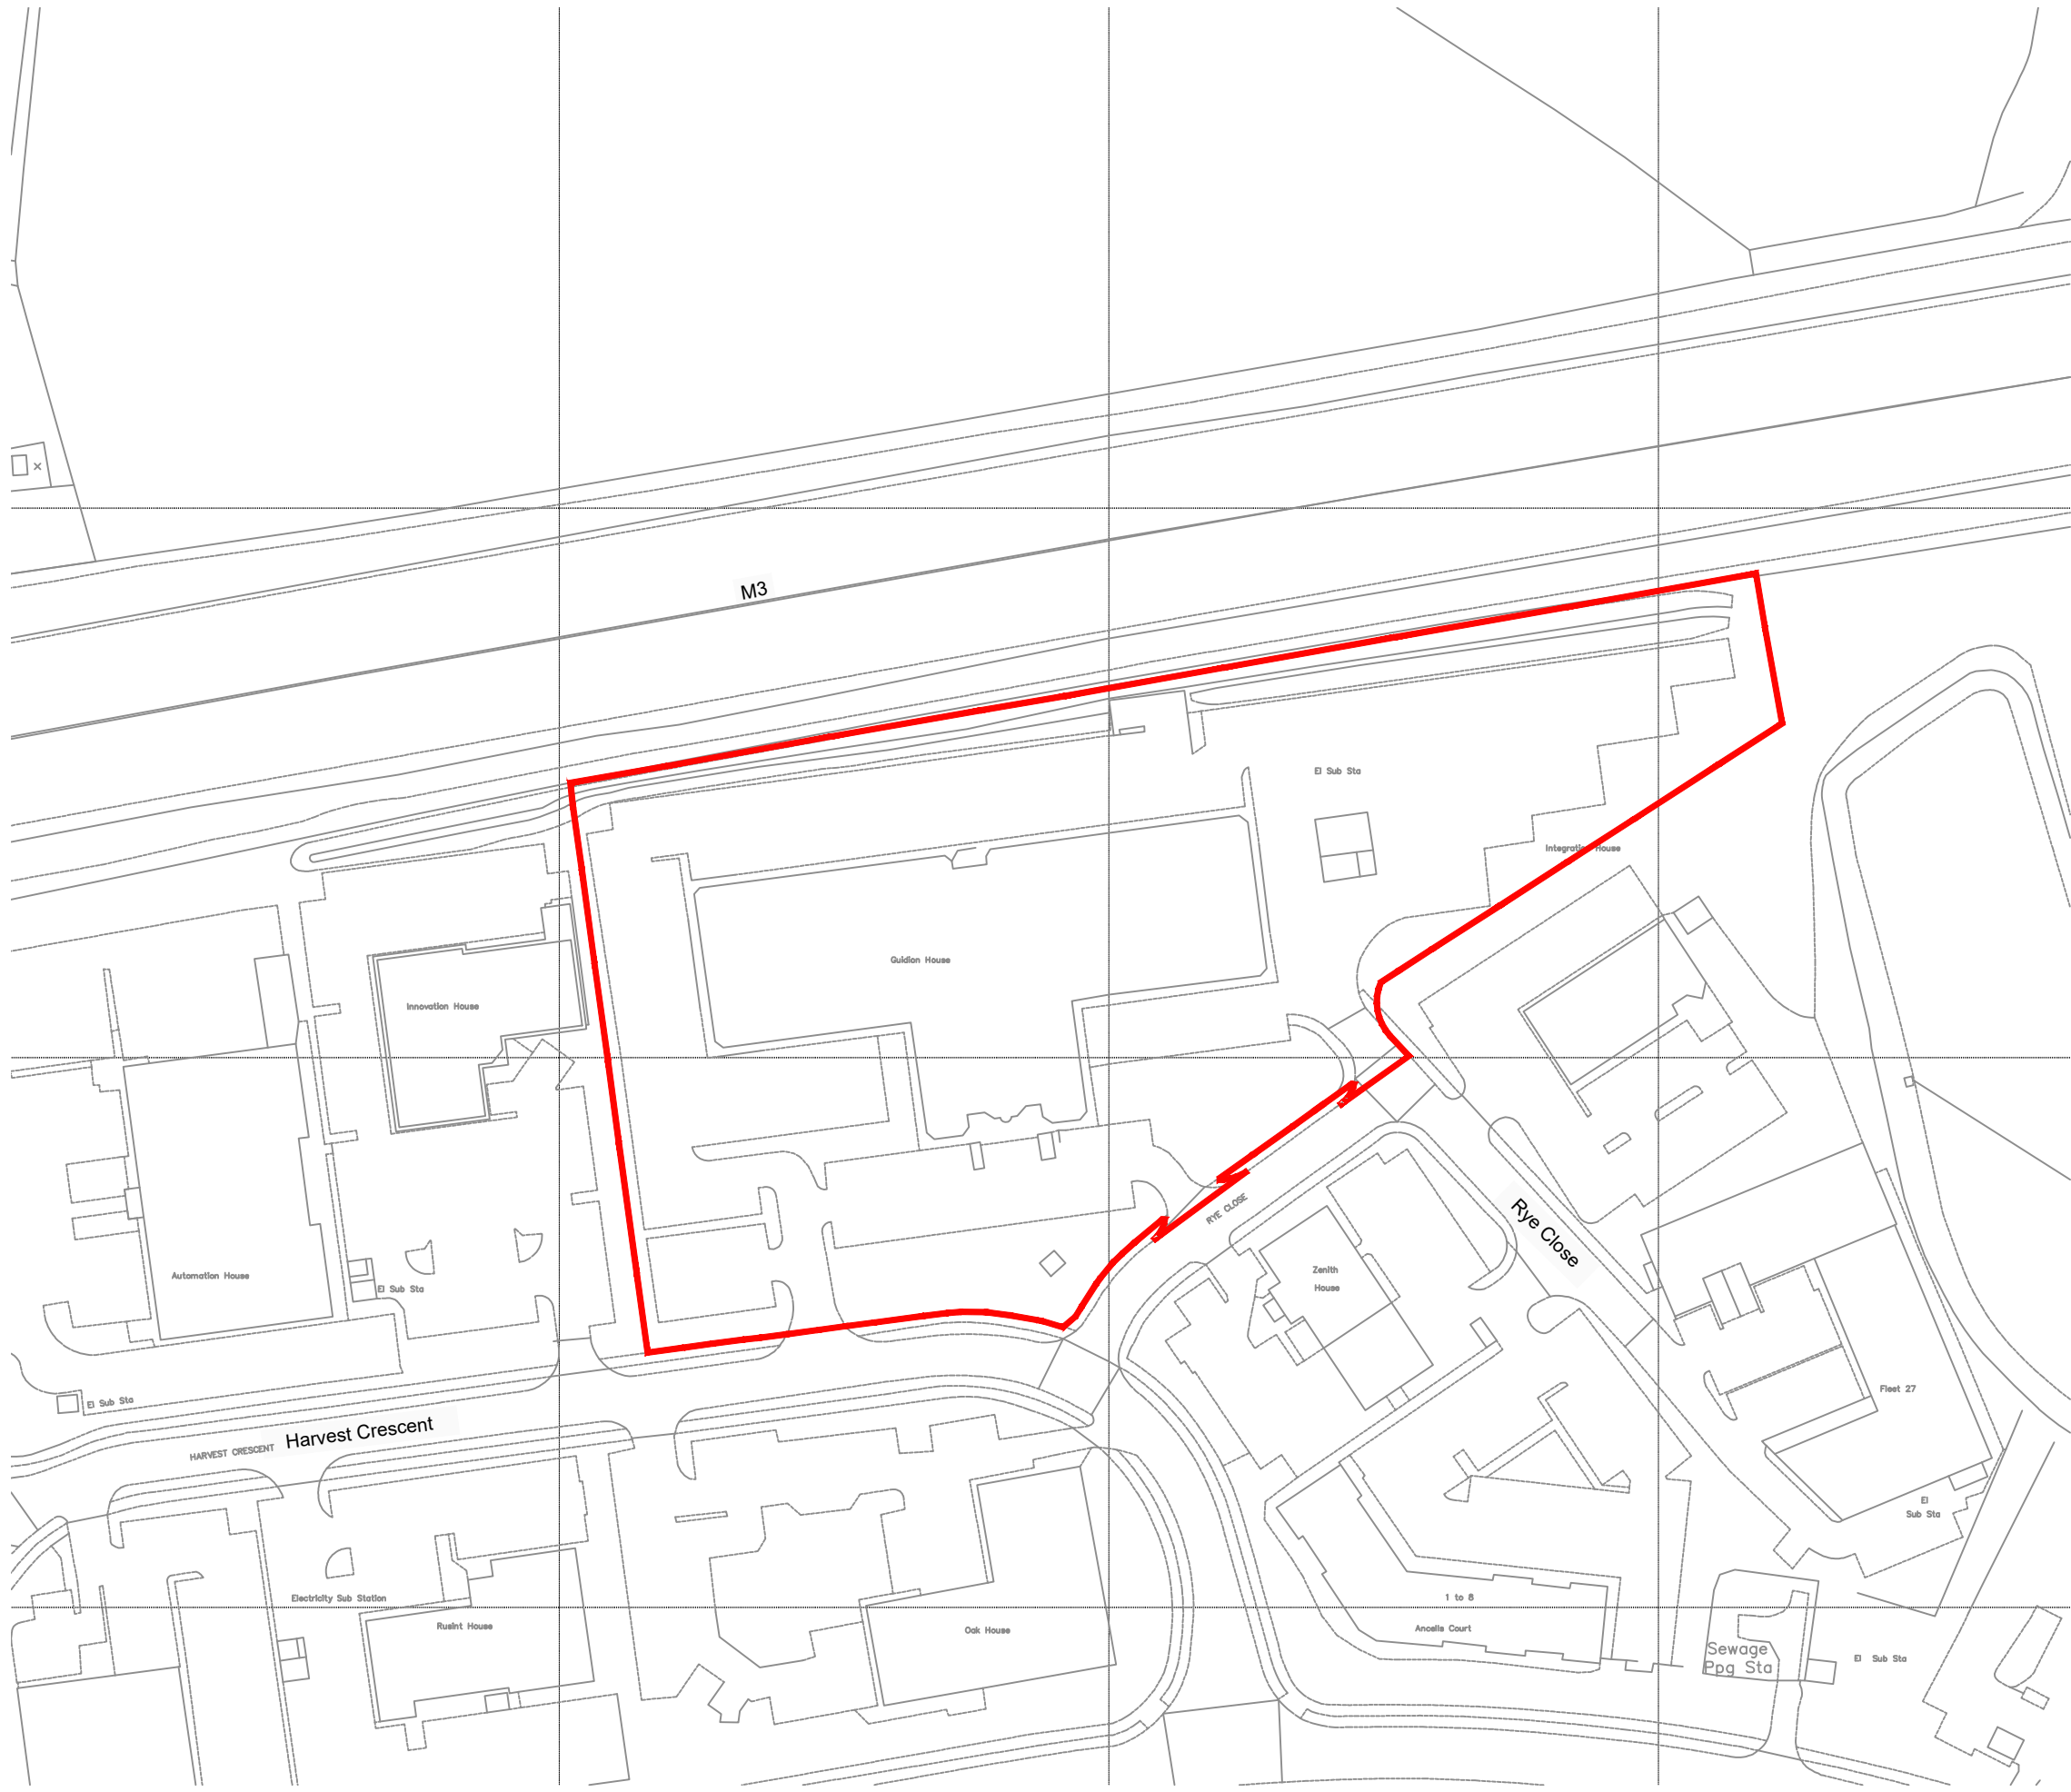 M3
El Sub Sta
Integration House
Guidion House
Innovation House
RYE CLOSE
Rye Close
Zenith
House
Automation House
El Sub Sta
El Sub Sta
Fleet 27
HARVEST CRESCENT
Harvest Crescent
El
Sub Sta
Electricity Sub Station
Rusint House
Oak House
1 to 8
Ancells Court
Sewage
Ppg Sta
El Sub Sta